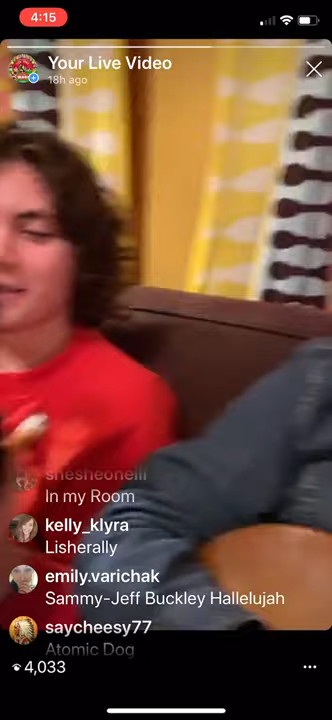 4:15
Your Live Video
18h ago
shesheoneill
In my Room
kelly_klyra
Lisherally
emily.varichak
Sammy-Jeff Buckley Hallelujah
saycheesy77
Atomic Dog
4,033